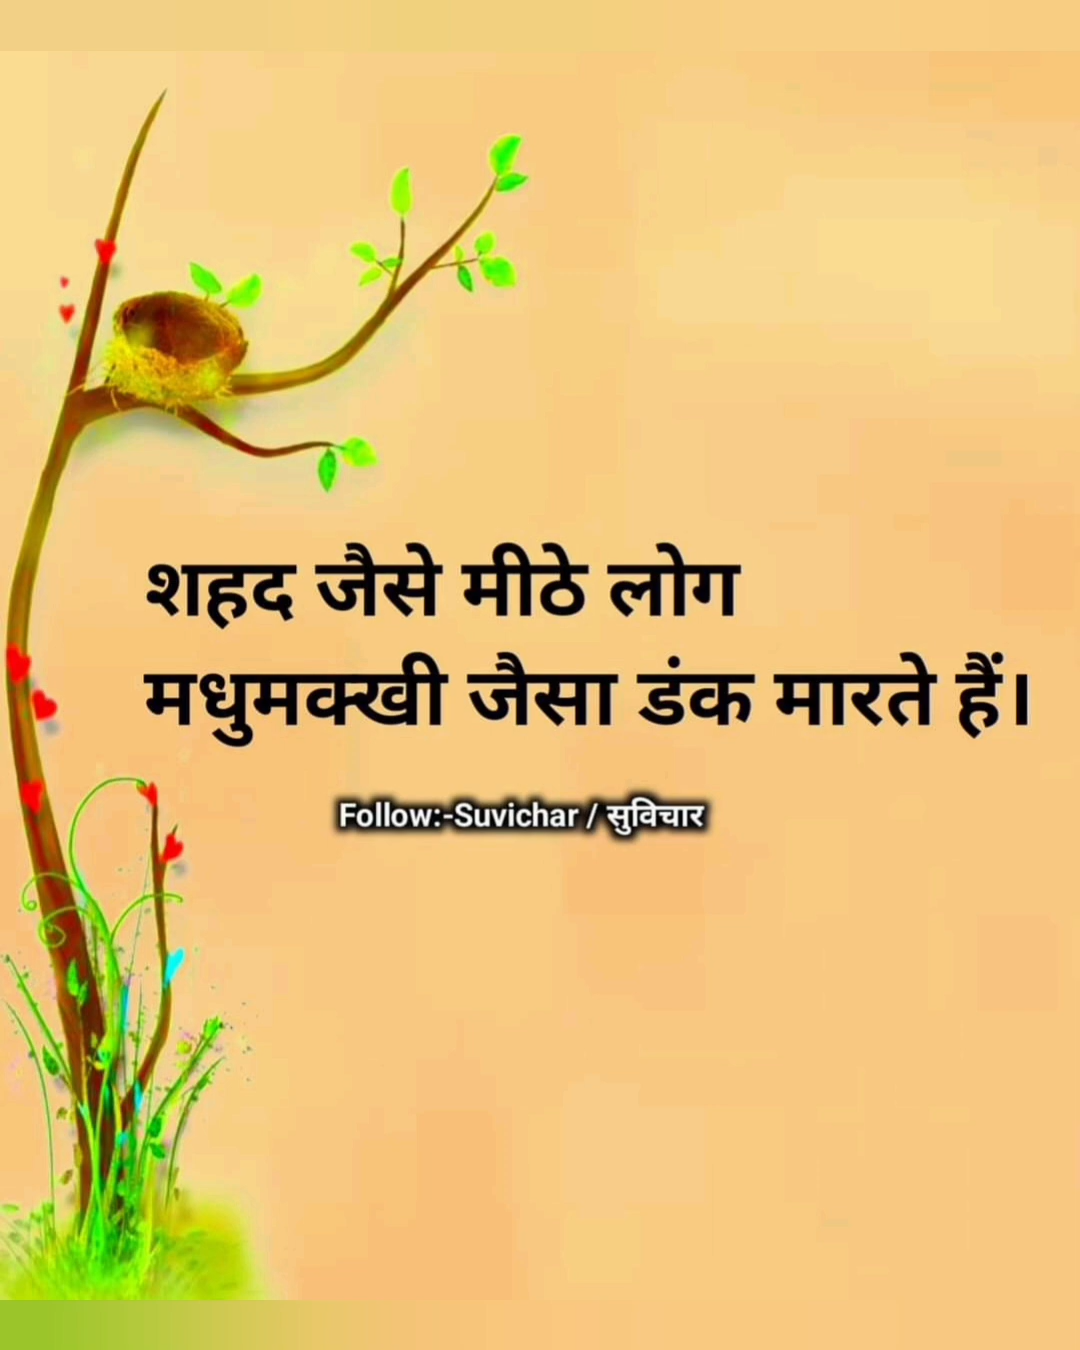 शहद जैसे मीठे लोग
मधुमक्खी जैसा डंक मारते हैं।
Follow:-Suvichar / सुविचार